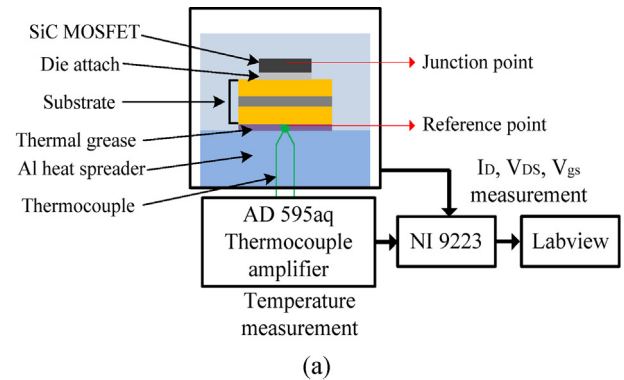 SiC MOSFET
Die attach
Substrate
Thermal grease
Al heat spreader
Thermocouple
Junction point
Reference point
ID, VDS, Vgs
measurement
AD 595aq
Thermocouple
amplifier
NI 9223
Labview
Temperature
measurement
(a)